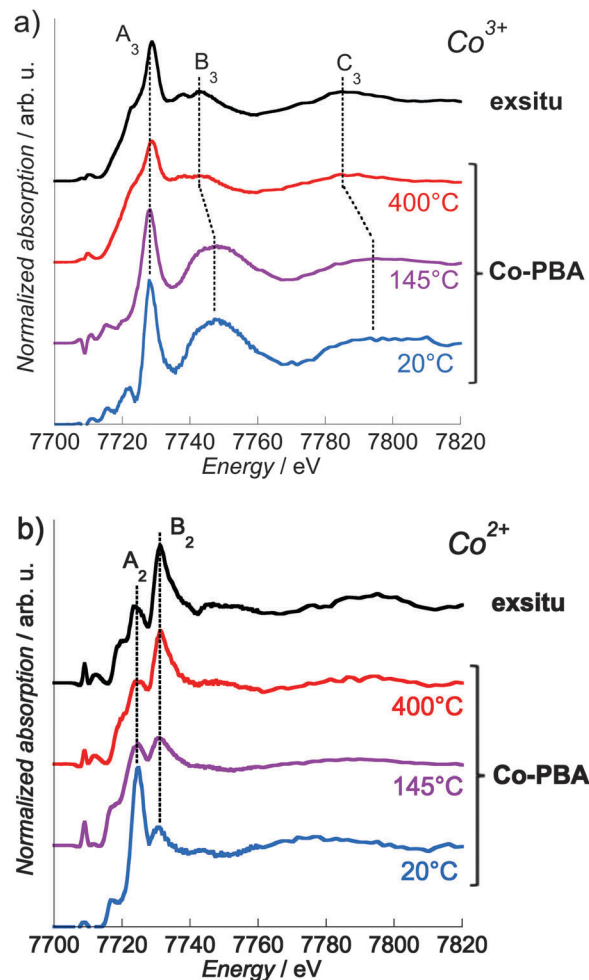 a)
A3
B3
C3
Co3+
exsitu
400°C
145°C
Co-PBA
20°C
Normalized absorption / arb. u.
7700 7720 7740 7760 7780 7800 7820
Energy / eV
b)
A2
B2
Co2+
exsitu
400°C
145°C
Co-PBA
20°C
Normalized absorption / arb. u.
7700 7720 7740 7760 7780 7800 7820
Energy / eV